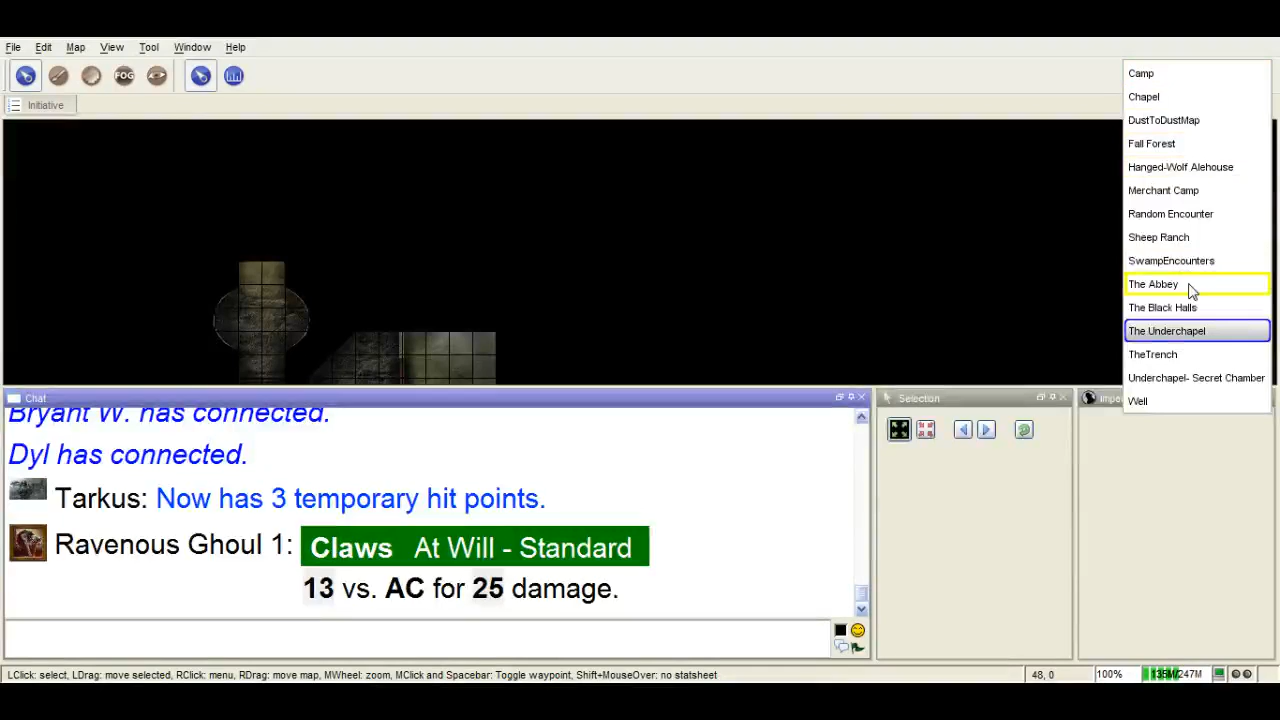 File Edit Map View Tool Window Help
FOG
Initiative
Camp
Chapel
DustToDustMap
Fall Forest
Hanged-Wolf Alehouse
Merchant Camp
Random Encounter
Sheep Ranch
SwampEncounters
The Abbey
The Black Halls
The Underchapel
TheTrench
Underchapel- Secret Chamber
Well
Chat
Bryant W. has connected.
Dyl has connected.
Tarkus: Now has 3 temporary hit points.
Ravenous Ghoul 1: Claws At Will - Standard
13 vs. AC for 25 damage.
Selection
LClick: select, LDrag: move selected, RClick: menu, RDrag: move map, MWheel: zoom, MClick and Spacebar: Toggle waypoint, Shift+MouseOver: no statsheet
48, 0
100%
135M/247M